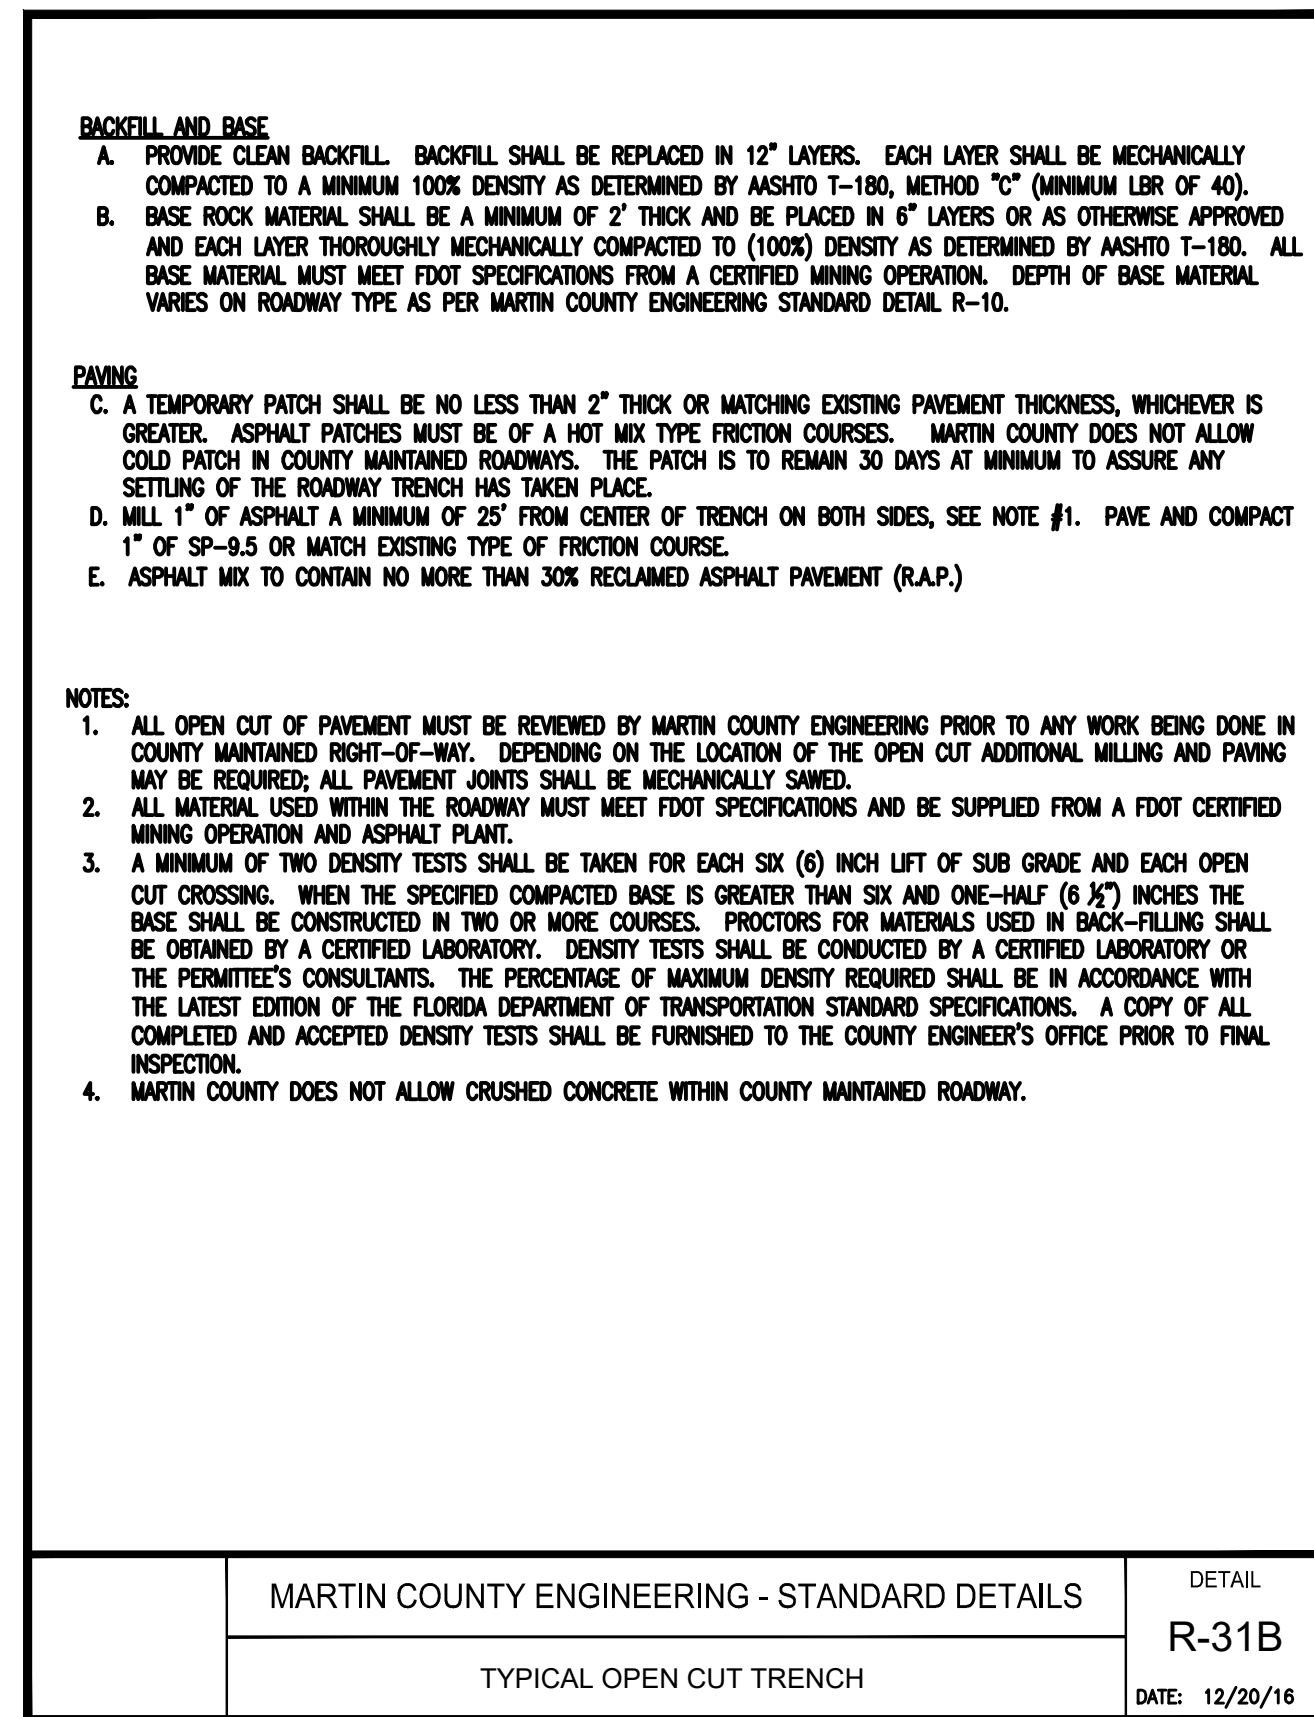 BACKFILL AND BASE
A. PROVIDE CLEAN BACKFILL. BACKFILL SHALL BE REPLACED IN 12" LAYERS. EACH LAYER SHALL BE MECHANICALLY
COMPACTED TO A MINIMUM 100% DENSITY AS DETERMINED BY AASHTO T-180, METHOD "C" (MINIMUM LBR OF 40).
B. BASE ROCK MATERIAL SHALL BE A MINIMUM OF 2' THICK AND BE PLACED IN 6" LAYERS OR AS OTHERWISE APPROVED
AND EACH LAYER THOROUGHLY MECHANICALLY COMPACTED TO (100%) DENSITY AS DETERMINED BY AASHTO T-180. ALL
BASE MATERIAL MUST MEET FDOT SPECIFICATIONS FROM A CERTIFIED MINING OPERATION. DEPTH OF BASE MATERIAL
VARIES ON ROADWAY TYPE AS PER MARTIN COUNTY ENGINEERING STANDARD DETAIL R-10.
PAVING
C. A TEMPORARY PATCH SHALL BE NO LESS THAN 2" THICK OR MATCHING EXISTING PAVEMENT THICKNESS, WHICHEVER IS
GREATER. ASPHALT PATCHES MUST BE OF A HOT MIX TYPE FRICTION COURSES. MARTIN COUNTY DOES NOT ALLOW
COLD PATCH IN COUNTY MAINTAINED ROADWAYS. THE PATCH IS TO REMAIN 30 DAYS AT MINIMUM TO ASSURE ANY
SETTLING OF THE ROADWAY TRENCH HAS TAKEN PLACE.
D. MILL 1" OF ASPHALT A MINIMUM OF 25' FROM CENTER OF TRENCH ON BOTH SIDES, SEE NOTE #1. PAVE AND COMPACT
1" OF SP-9.5 OR MATCH EXISTING TYPE OF FRICTION COURSE.
E. ASPHALT MIX TO CONTAIN NO MORE THAN 30% RECLAIMED ASPHALT PAVEMENT (R.A.P.)
NOTES:
1. ALL OPEN CUT OF PAVEMENT MUST BE REVIEWED BY MARTIN COUNTY ENGINEERING PRIOR TO ANY WORK BEING DONE IN
COUNTY MAINTAINED RIGHT-OF-WAY. DEPENDING ON THE LOCATION OF THE OPEN CUT ADDITIONAL MILLING AND PAVING
MAY BE REQUIRED; ALL PAVEMENT JOINTS SHALL BE MECHANICALLY SAWED.
2. ALL MATERIAL USED WITHIN THE ROADWAY MUST MEET FDOT SPECIFICATIONS AND BE SUPPLIED FROM A FDOT CERTIFIED
MINING OPERATION AND ASPHALT PLANT.
3. A MINIMUM OF TWO DENSITY TESTS SHALL BE TAKEN FOR EACH SIX (6) INCH LIFT OF SUB GRADE AND EACH OPEN
CUT CROSSING. WHEN THE SPECIFIED COMPACTED BASE IS GREATER THAN SIX AND ONE-HALF (6 ½") INCHES THE
BASE SHALL BE CONSTRUCTED IN TWO OR MORE COURSES. PROCTORS FOR MATERIALS USED IN BACK-FILLING SHALL
BE OBTAINED BY A CERTIFIED LABORATORY. DENSITY TESTS SHALL BE CONDUCTED BY A CERTIFIED LABORATORY OR
THE PERMITTEE'S CONSULTANTS. THE PERCENTAGE OF MAXIMUM DENSITY REQUIRED SHALL BE IN ACCORDANCE WITH
THE LATEST EDITION OF THE FLORIDA DEPARTMENT OF TRANSPORTATION STANDARD SPECIFICATIONS. A COPY OF ALL
COMPLETED AND ACCEPTED DENSITY TESTS SHALL BE FURNISHED TO THE COUNTY ENGINEER'S OFFICE PRIOR TO FINAL
INSPECTION.
4. MARTIN COUNTY DOES NOT ALLOW CRUSHED CONCRETE WITHIN COUNTY MAINTAINED ROADWAY.
MARTIN COUNTY ENGINEERING - STANDARD DETAILS
TYPICAL OPEN CUT TRENCH
DETAIL
R-31B
DATE: 12/20/16